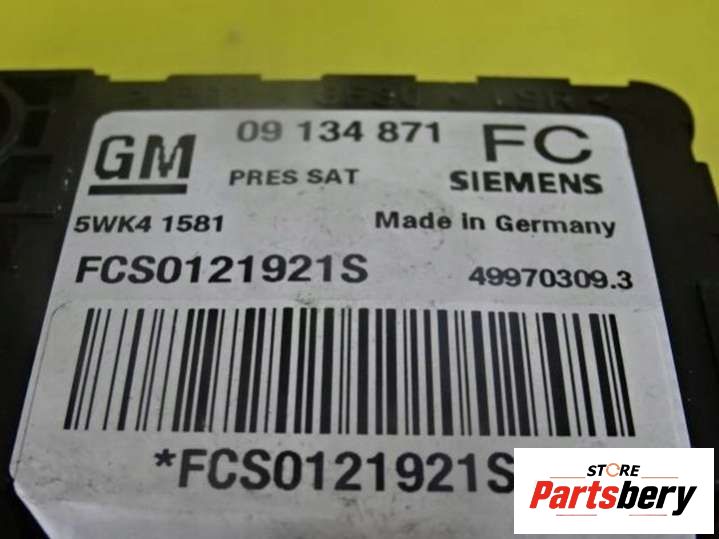 GM 09 134 871 FC
PRES SAT SIEMENS
5WK4 1581 Made in Germany
FCS0121921S 49970309.3
*FCS0121921S
STORE
Partsbery